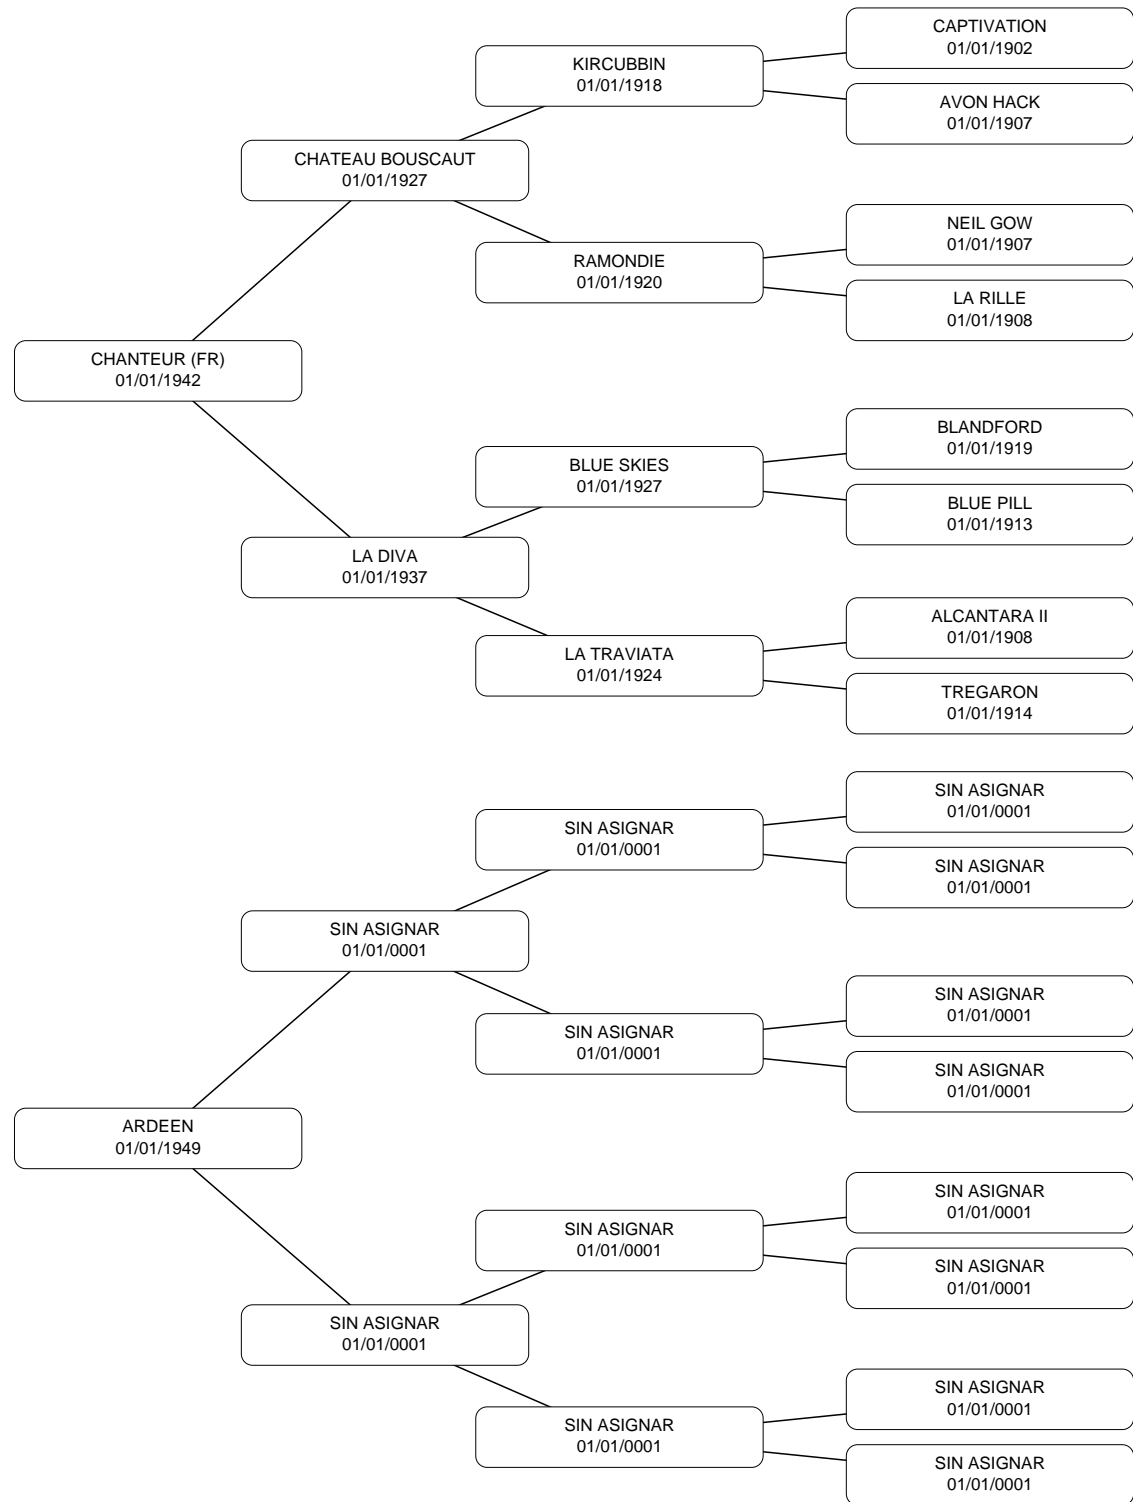 CAPTIVATION
01/01/1902
KIRCUBBIN
01/01/1918
AVON HACK
01/01/1907
CHATEAU BOUSCAUT
01/01/1927
NEIL GOW
01/01/1907
RAMONDIE
01/01/1920
LA RILLE
01/01/1908
CHANTEUR (FR)
01/01/1942
BLANDFORD
01/01/1919
BLUE SKIES
01/01/1927
BLUE PILL
01/01/1913
LA DIVA
01/01/1937
ALCANTARA II
01/01/1908
LA TRAVIATA
01/01/1924
TREGARON
01/01/1914
SIN ASIGNAR
01/01/0001
SIN ASIGNAR
01/01/0001
SIN ASIGNAR
01/01/0001
SIN ASIGNAR
01/01/0001
SIN ASIGNAR
01/01/0001
SIN ASIGNAR
01/01/0001
SIN ASIGNAR
01/01/0001
ARDEEN
01/01/1949
SIN ASIGNAR
01/01/0001
SIN ASIGNAR
01/01/0001
SIN ASIGNAR
01/01/0001
SIN ASIGNAR
01/01/0001
SIN ASIGNAR
01/01/0001
SIN ASIGNAR
01/01/0001
SIN ASIGNAR
01/01/0001